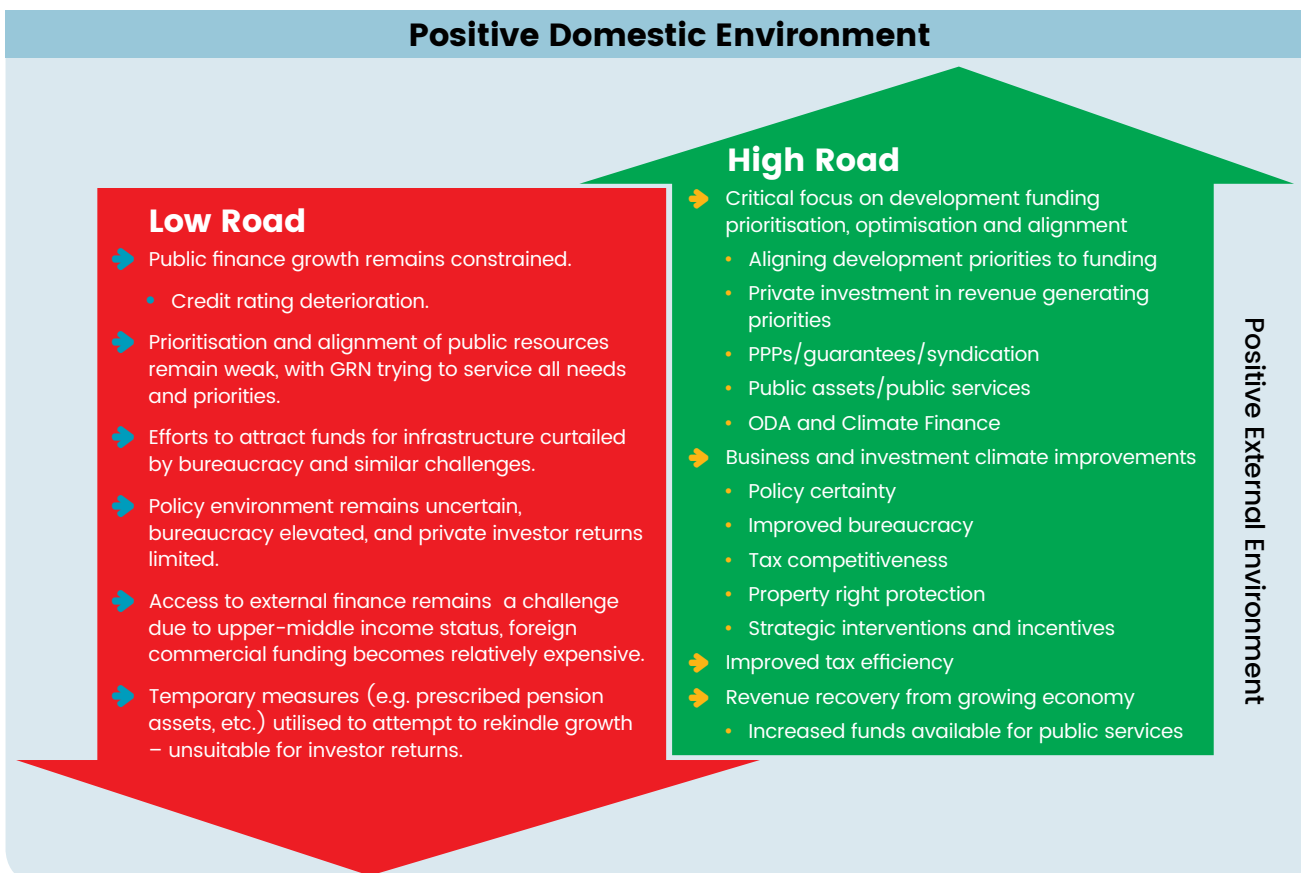 Positive Domestic Environment
Low Road
Public finance growth remains constrained.
Credit rating deterioration.
Prioritisation and alignment of public resources
remain weak, with GRN trying to service all needs
and priorities.
Efforts to attract funds for infrastructure curtailed
by bureaucracy and similar challenges.
Policy environment remains uncertain,
bureaucracy elevated, and private investor returns
limited.
Access to external finance remains a challenge
due to upper-middle income status, foreign
commercial funding becomes relatively expensive.
Temporary measures (e.g. prescribed pension
assets, etc.) utilised to attempt to rekindle growth
– unsuitable for investor returns.
High Road
Critical focus on development funding
prioritisation, optimisation and alignment
Aligning development priorities to funding
Private investment in revenue generating
priorities
PPPs/guarantees/syndication
Public assets/public services
ODA and Climate Finance
Business and investment climate improvements
Policy certainty
Improved bureaucracy
Tax competitiveness
Property right protection
Strategic interventions and incentives
Improved tax efficiency
Revenue recovery from growing economy
Increased funds available for public services
Positive External Environment